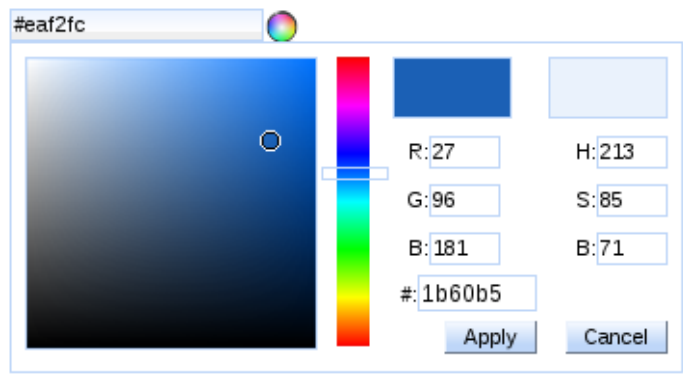 #eaf2fc
R: 27 H: 213
G: 96 S: 85
B: 181 B: 71
#: 1b60b5
Apply Cancel